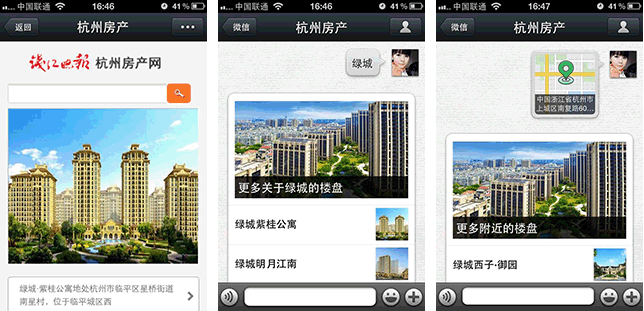 中国联通 16:46 41%
返回 杭州房产
钱江晚报 杭州房产网
绿城·紫桂公寓地处杭州市临平区星桥街道
南星村，位于临平城区西
中国联通 16:46 41%
微信 杭州房产
绿城
更多关于绿城的楼盘
绿城紫桂公寓
绿城明月江南
中国联通 16:47 41%
微信 杭州房产
中国浙江省杭州市
上城区南复路60...
更多附近的楼盘
绿城西子·御园